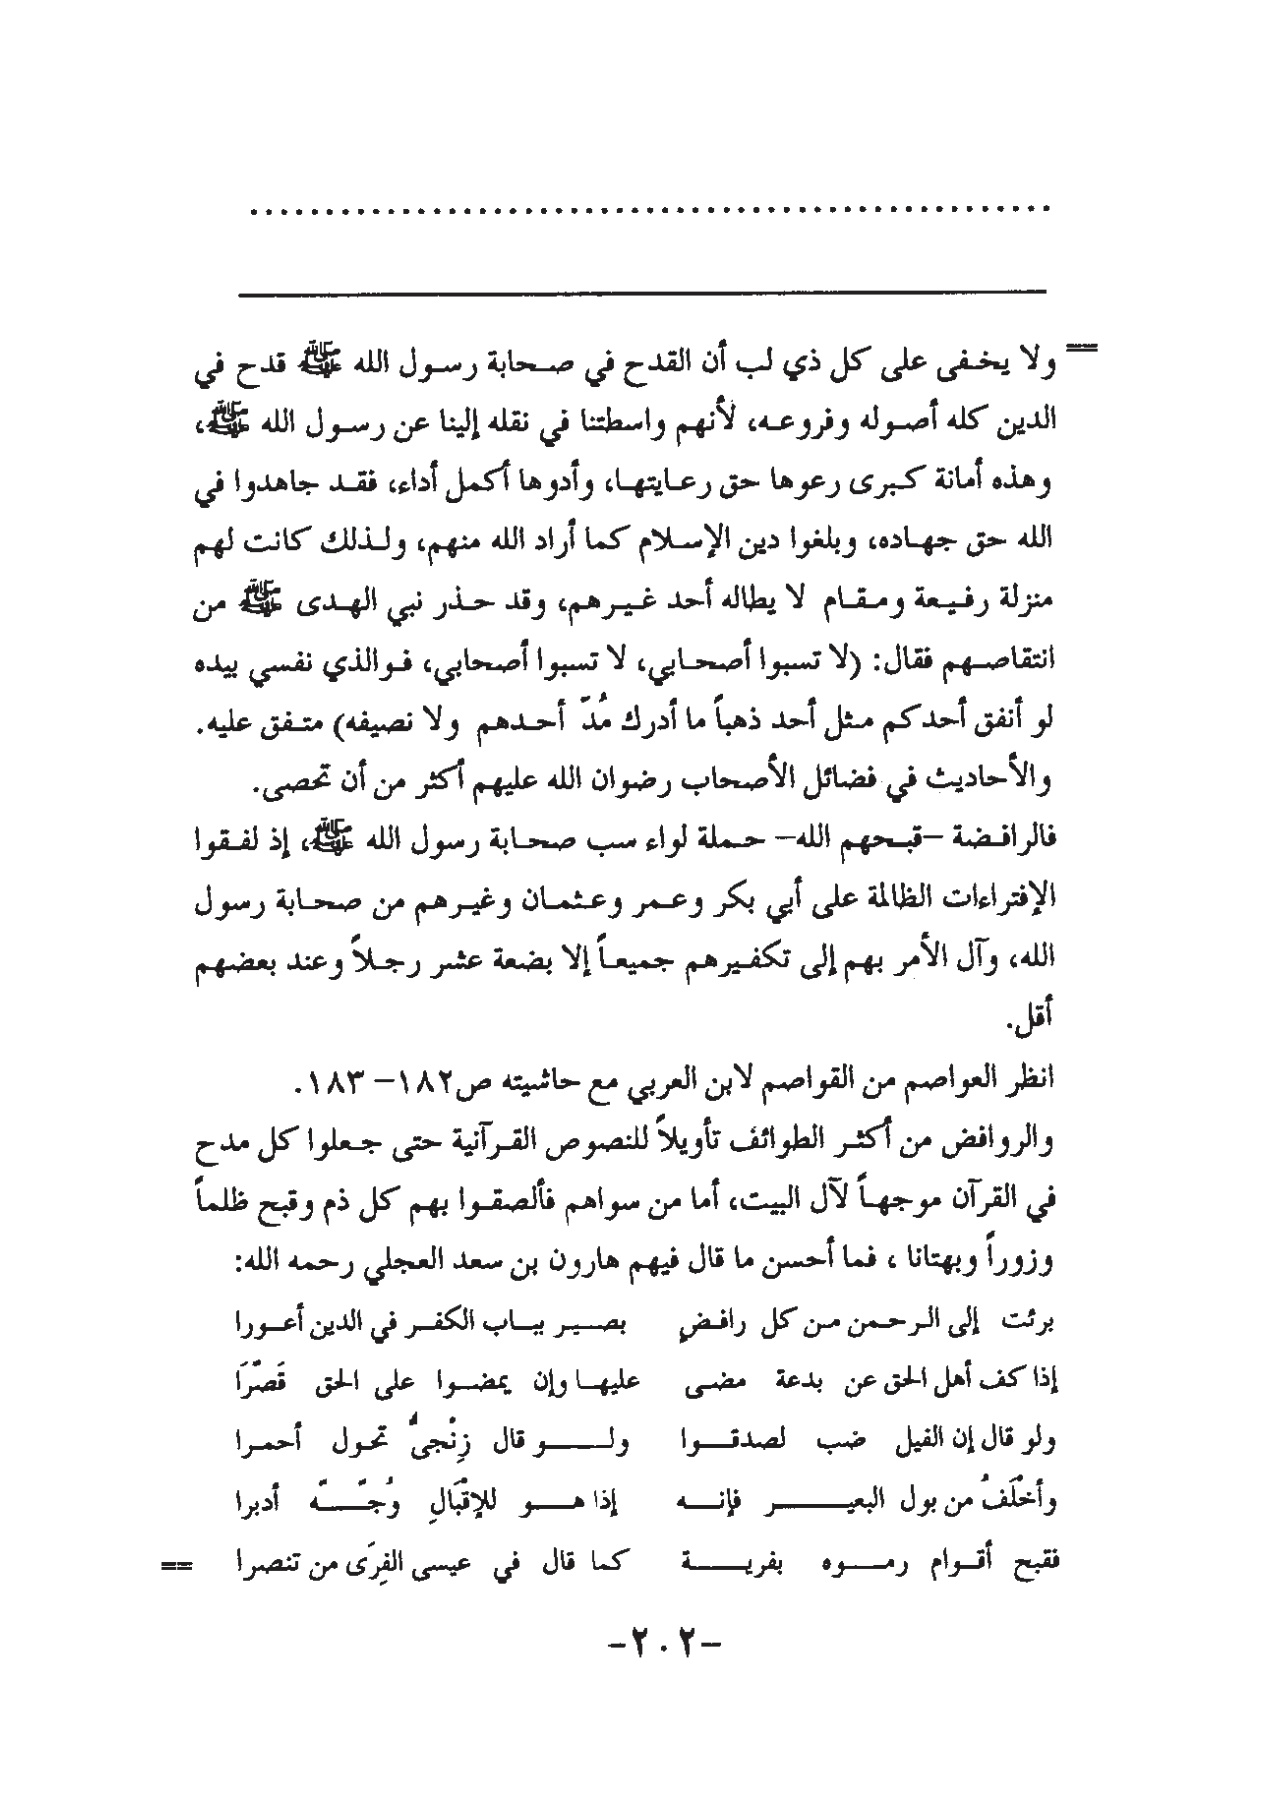 ..................................................
== ولا يخفى على كل ذي لب أن القدح في صحابة رسول الله ﷺ قدح في
الدين كله أصوله وفروعه، لأنهم واسطتنا في نقله إلينا عن رسول الله ﷺ،
وهذه أمانة كبرى رعوها حق رعايتها، وأدوها أكمل أداء، فقد جاهدوا في
الله حق جهاده، وبلغوا دين الإسلام كما أراد الله منهم، ولذلك كانت لهم
منزلة رفيعة ومقام لا يطاله أحد غيرهم، وقد حذر نبي الهدى ﷺ من
انتقاصهم فقال: (لا تسبوا أصحابي، لا تسبوا أصحابي، فوالذي نفسي بيده
لو أنفق أحدكم مثل أحد ذهباً ما أدرك مُدّ أحدهم ولا نصيفه) متفق عليه.
والأحاديث في فضائل الأصحاب رضوان الله عليهم أكثر من أن تحصى.
فالرافضة –قبحهم الله– حملة لواء سب صحابة رسول الله ﷺ، إذ لفقوا
الإفتراءات الظالمة على أبي بكر وعمر وعثمان وغيرهم من صحابة رسول
الله، وآل الأمر بهم إلى تكفيرهم جميعاً إلا بضعة عشر رجلاً وعند بعضهم
أقل.
انظر العواصم من القواصم لابن العربي مع حاشيته ص١٨٢– ١٨٣.
والروافض من أكثر الطوائف تأويلاً للنصوص القرآنية حتى جعلوا كل مدح
في القرآن موجهاً لآل البيت، أما من سواهم فألصقوا بهم كل ذم وقبح ظلماً
وزوراً وبهتانا ، فما أحسن ما قال فيهم هارون بن سعد العجلي رحمه الله:
برئت إلى الرحمن من كل رافضٍ بصير بباب الكفر في الدين أعورا
إذا كف أهل الحق عن بدعة مضى عليها وإن يمضوا على الحق قَصَّرَا
ولو قال إن الفيل ضب لصدقوا ولو قال زِنْجيٌّ تحول أحمرا
وأخْلَفُ من بول البعير فإنه إذا هو للإقْبَالِ وُجِّهَ أدبرا
فقبح أقوام رموه بفرية كما قال في عيسى الفِرَى من تنصرا ==
-٢٠٢-